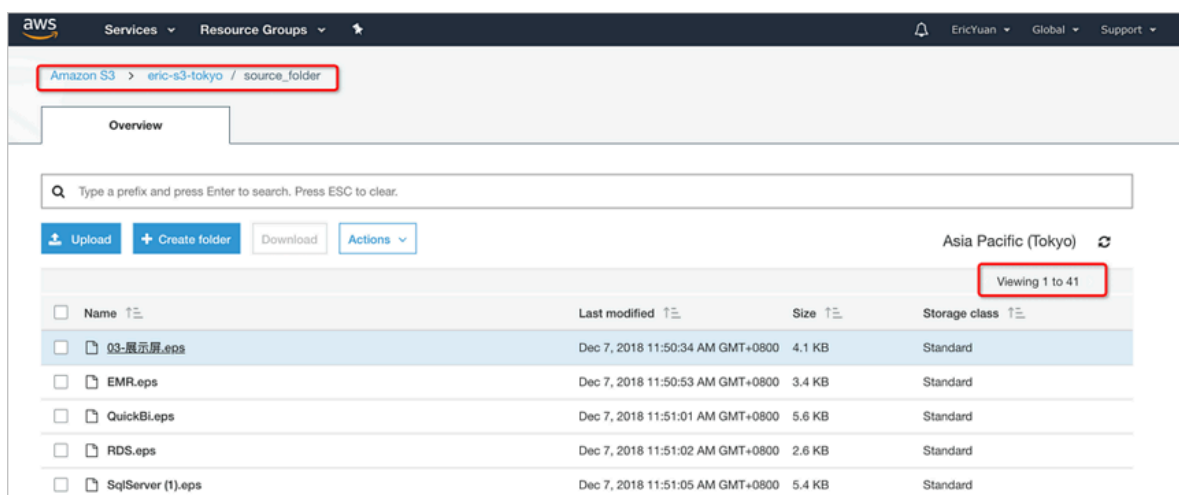 aws Services Resource Groups EricYuan Global Support
Amazon S3 > eric-s3-tokyo / source_folder
Overview
Type a prefix and press Enter to search. Press ESC to clear.
Upload + Create folder Download Actions Asia Pacific (Tokyo)
Viewing 1 to 41
Name Last modified Size Storage class
03-展示屏.eps Dec 7, 2018 11:50:34 AM GMT+0800 4.1 KB Standard
EMR.eps Dec 7, 2018 11:50:53 AM GMT+0800 3.4 KB Standard
QuickBi.eps Dec 7, 2018 11:51:01 AM GMT+0800 5.6 KB Standard
RDS.eps Dec 7, 2018 11:51:02 AM GMT+0800 2.6 KB Standard
SqlServer (1).eps Dec 7, 2018 11:51:05 AM GMT+0800 5.4 KB Standard